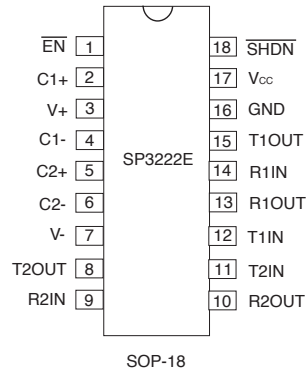 EN 1 18 SHDN
C1+ 2 17 Vcc
V+ 3 16 GND
C1- 4 15 T1OUT
SP3222E
C2+ 5 14 R1IN
C2- 6 13 R1OUT
V- 7 12 T1IN
T2OUT 8 11 T2IN
R2IN 9 10 R2OUT
SOP-18